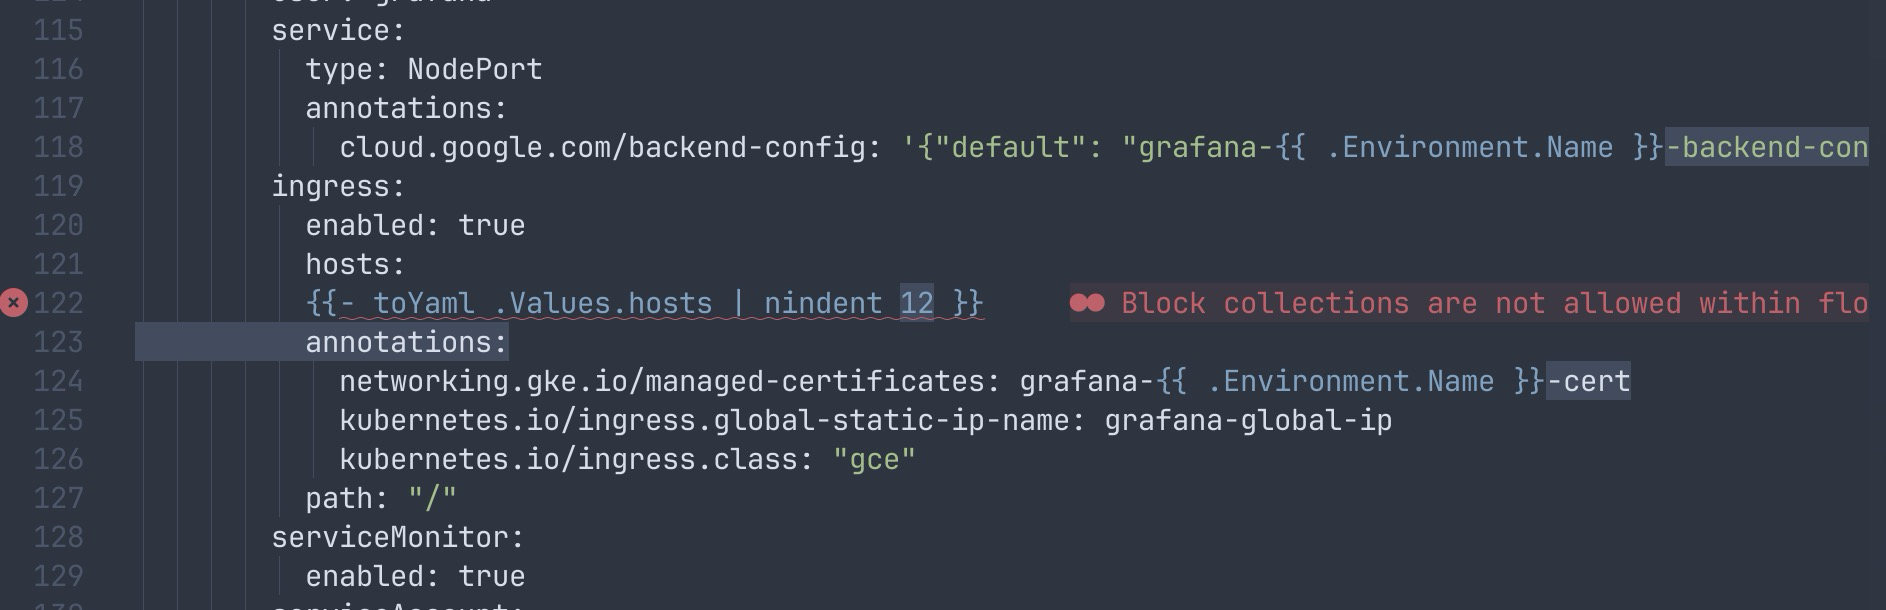 115 service:
116 type: NodePort
117 annotations:
118 cloud.google.com/backend-config: '{"default": "grafana-{{ .Environment.Name }}-backend-con
119 ingress:
120 enabled: true
121 hosts:
122 {{- toYaml .Values.hosts | nindent 12 }} Block collections are not allowed within flo
123 annotations:
124 networking.gke.io/managed-certificates: grafana-{{ .Environment.Name }}-cert
125 kubernetes.io/ingress.global-static-ip-name: grafana-global-ip
126 kubernetes.io/ingress.class: "gce"
127 path: "/"
128 serviceMonitor:
129 enabled: true